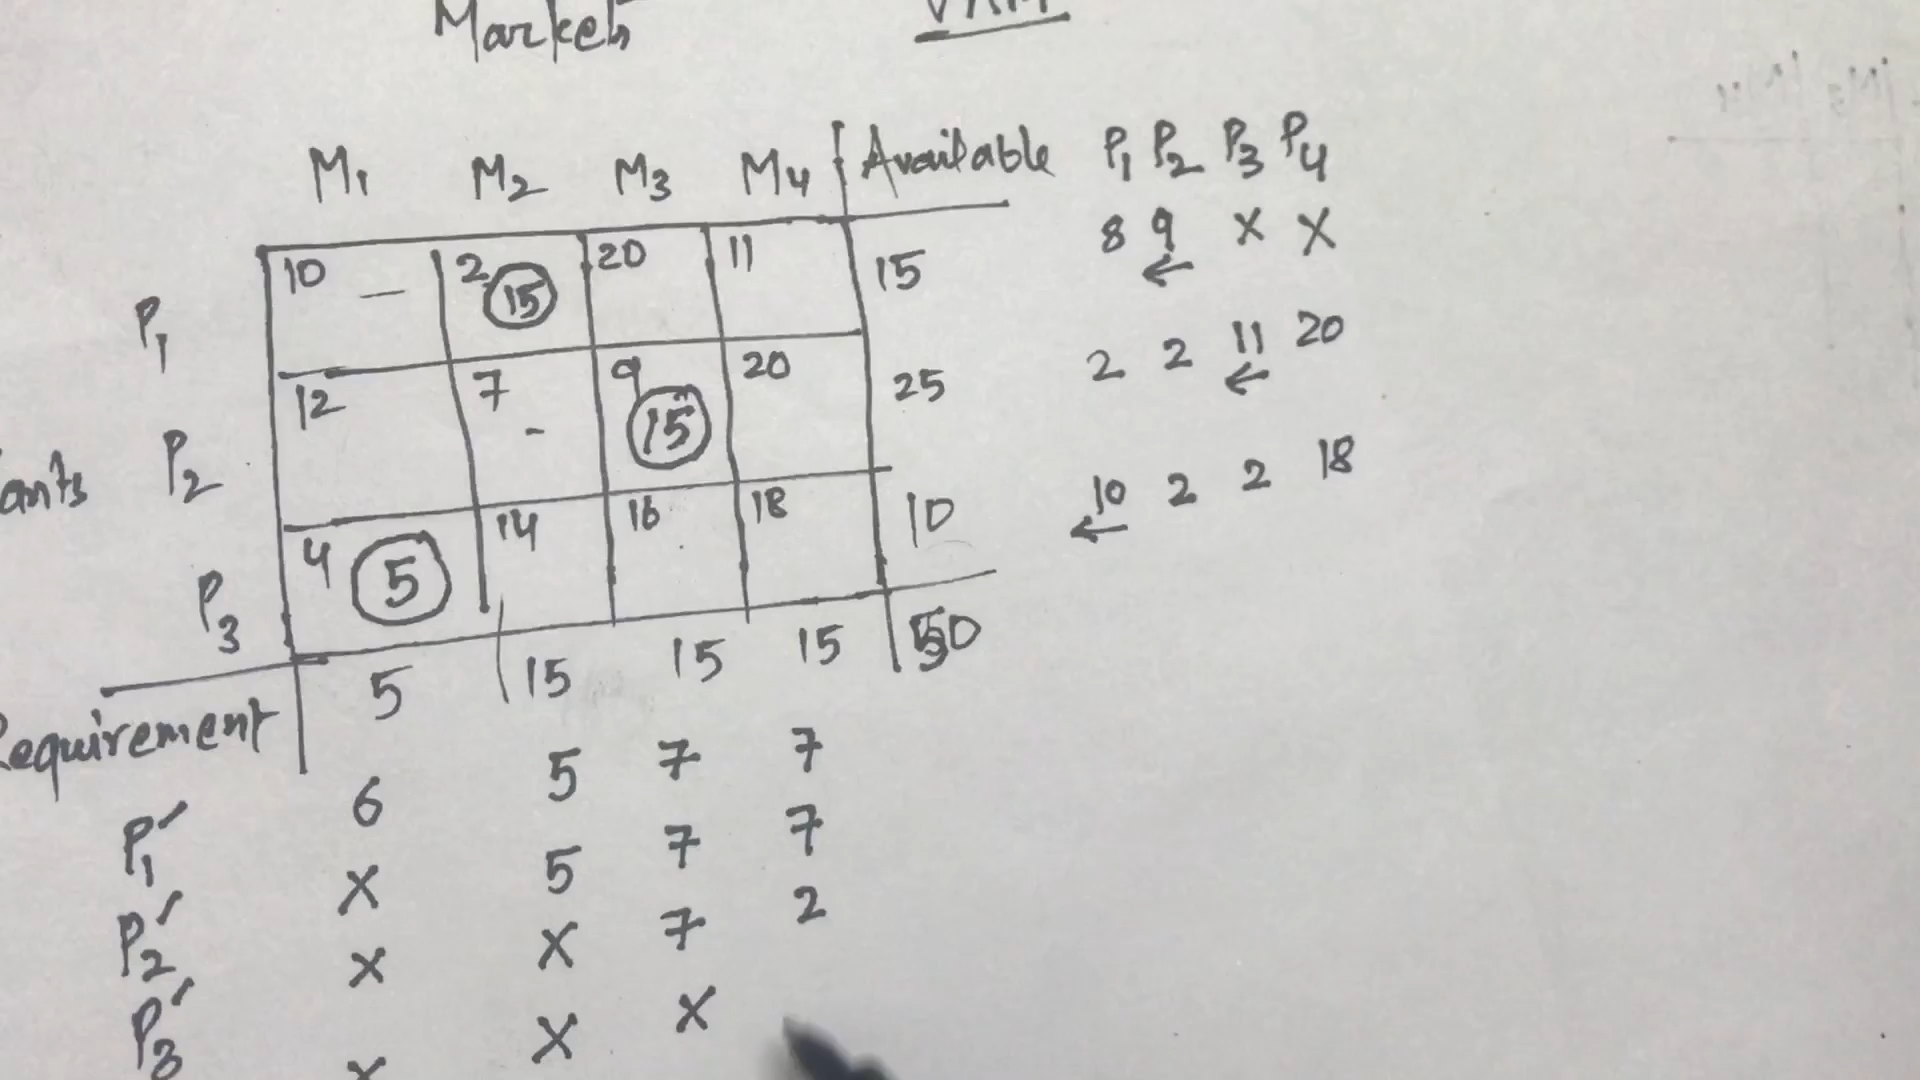 Markets VAM
M1 M2 M3 M4 Available P1 P2 P3 P4
P1 10 - 2 15 20 11 15 8 9 x x
P2 12 7 - 9 15 20 25 2 2 11 20
P3 4 5 14 16 18 10 10 2 2 18
Requirement 5 15 15 15 50
P1' 6 5 7 7
P2' x 5 7 7
P3' x x 7 2
x x x